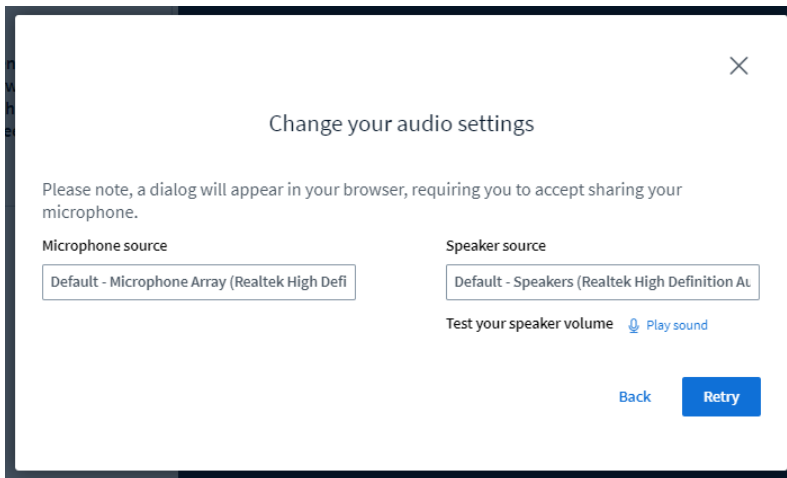 Change your audio settings
Please note, a dialog will appear in your browser, requiring you to accept sharing your
microphone.
Microphone source
Speaker source
Default - Microphone Array (Realtek High Defi
Default - Speakers (Realtek High Definition Au
Test your speaker volume Play sound
Back
Retry